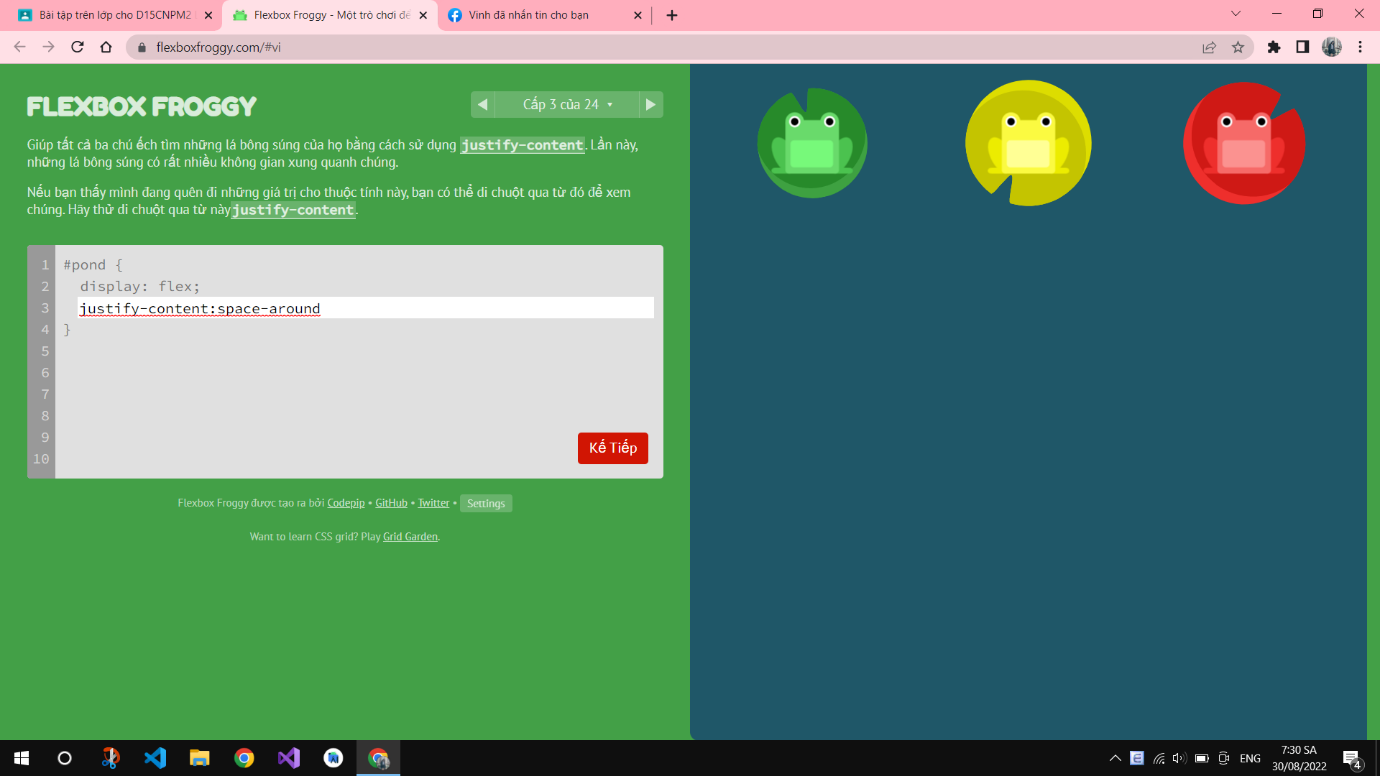 Bài tập trên lớp cho D15CNPM2
Flexbox Froggy - Một trò chơi để
Vinh đã nhắn tin cho bạn
flexboxfroggy.com/#vi
FLEXBOX FROGGY
Cấp 3 của 24
Giúp tất cả ba chú ếch tìm những lá bông súng của họ bằng cách sử dụng justify-content. Lần này,
những lá bông súng có rất nhiều không gian xung quanh chúng.
Nếu bạn thấy mình đang quên đi những giá trị cho thuộc tính này, bạn có thể di chuột qua từ đó để xem
chúng. Hãy thử di chuột qua từ này justify-content.
1 #pond {
2 display: flex;
3 justify-content:space-around
4 }
5
6
7
8
9
10
Kế Tiếp
Flexbox Froggy được tạo ra bởi Codepip • GitHub • Twitter • Settings
Want to learn CSS grid? Play Grid Garden.
ENG
7:30 SA
30/08/2022
4